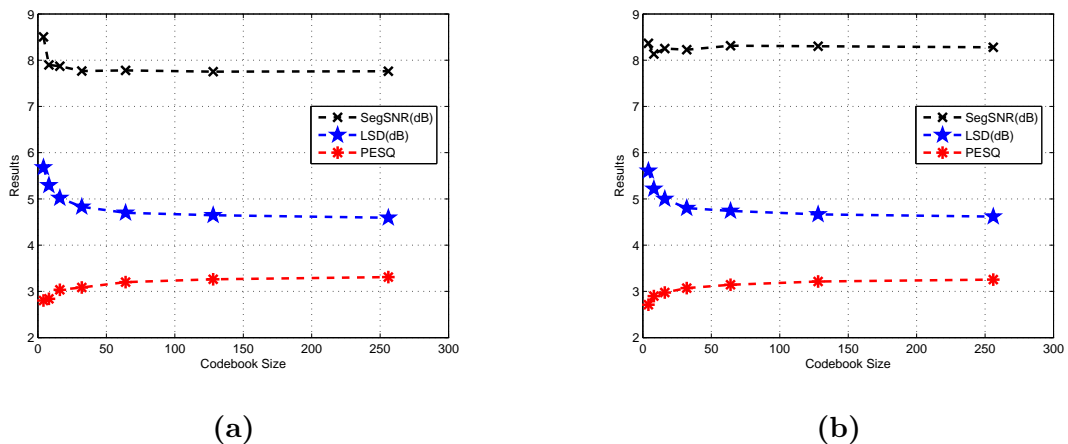 9
8
7
6
5
4
3
2
Results
0
50
100
150
200
250
300
Codebook Size
SegSNR(dB)
LSD(dB)
PESQ
(a)
9
8
7
6
5
4
3
2
Results
0
50
100
150
200
250
300
Codebook Size
SegSNR(dB)
LSD(dB)
PESQ
(b)